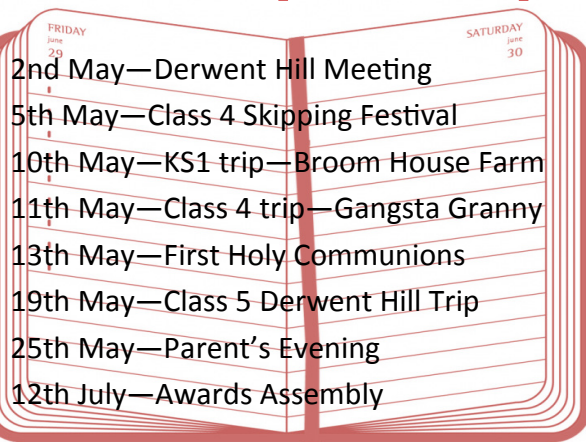 FRIDAY
june
29
SATURDAY
june
30
2nd May—Derwent Hill Meeting
5th May—Class 4 Skipping Festival
10th May—KS1 trip—Broom House Farm
11th May—Class 4 trip—Gangsta Granny
13th May—First Holy Communions
19th May—Class 5 Derwent Hill Trip
25th May—Parent's Evening
12th July—Awards Assembly